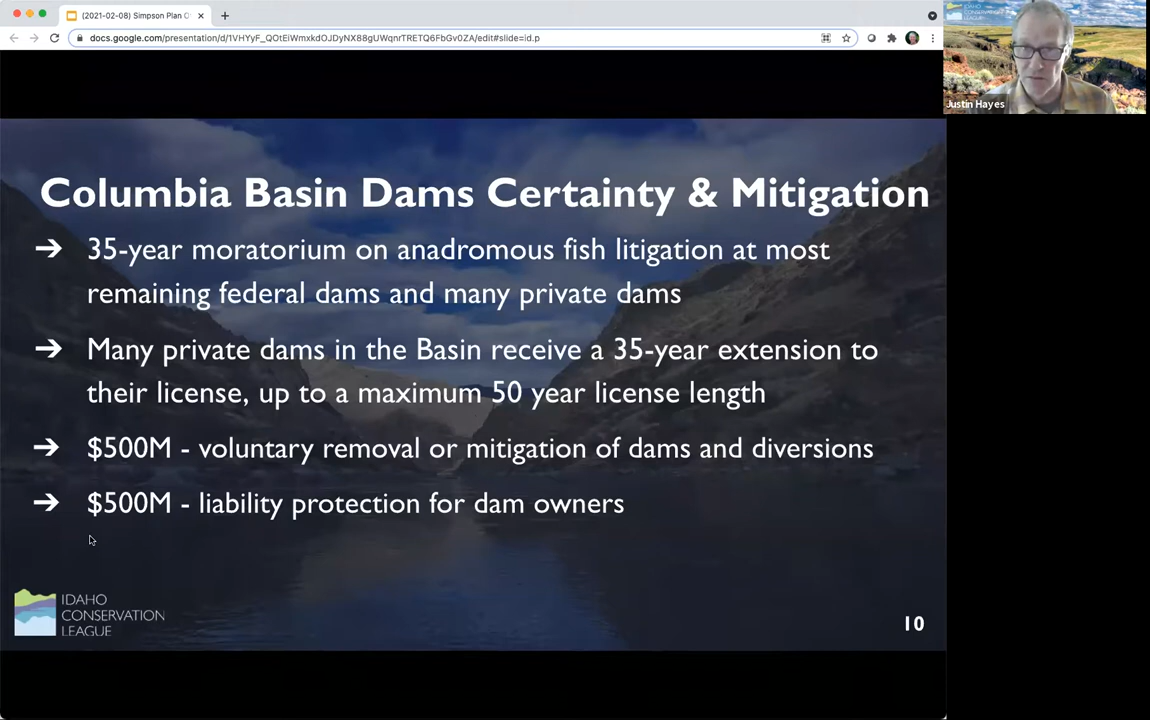 (2021-02-08) Simpson Plan O
docs.google.com/presentation/d/1VHYyF_QOtEiWmxkdOJDyNX88gUWqnrTRETQ6FbGv0ZA/edit#slide=id.p
IDAHO
CONSERVATION
LEAGUE
Justin Hayes
Columbia Basin Dams Certainty & Mitigation
➔ 35-year moratorium on anadromous fish litigation at most
remaining federal dams and many private dams
➔ Many private dams in the Basin receive a 35-year extension to
their license, up to a maximum 50 year license length
➔ $500M - voluntary removal or mitigation of dams and diversions
➔ $500M - liability protection for dam owners
IDAHO
CONSERVATION
LEAGUE
10